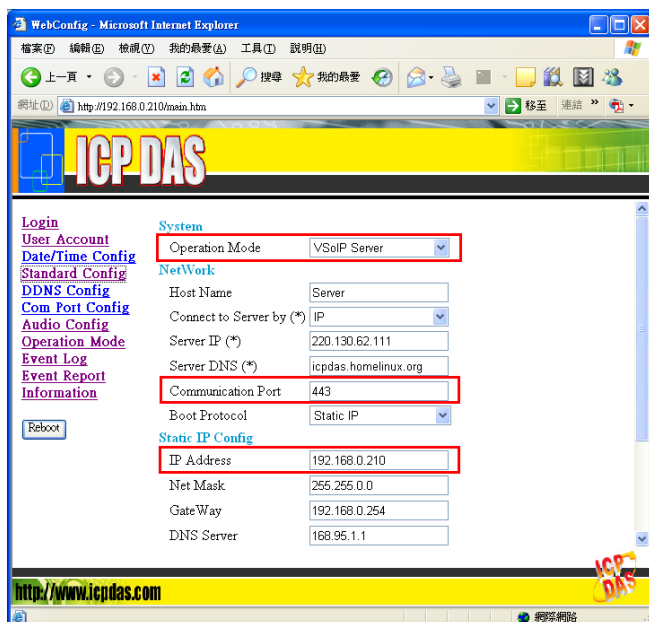 WebConfig - Microsoft Internet Explorer
檔案(F) 編輯(E) 檢視(V) 我的最愛(A) 工具(T) 說明(H)
上一頁 搜尋 我的最愛
網址(D) http://192.168.0.210/main.htm 移至 連結 »
ICP DAS
Login
User Account
Date/Time Config
Standard Config
DDNS Config
Com Port Config
Audio Config
Operation Mode
Event Log
Event Report
Information
Reboot
System
Operation Mode VSoIP Server
NetWork
Host Name Server
Connect to Server by (*) IP
Server IP (*) 220.130.62.111
Server DNS (*) icpdas.homelinux.org
Communication Port 443
Boot Protocol Static IP
Static IP Config
IP Address 192.168.0.210
Net Mask 255.255.0.0
GateWay 192.168.0.254
DNS Server 168.95.1.1
http://www.icpdas.com
ICP DAS
網際網路